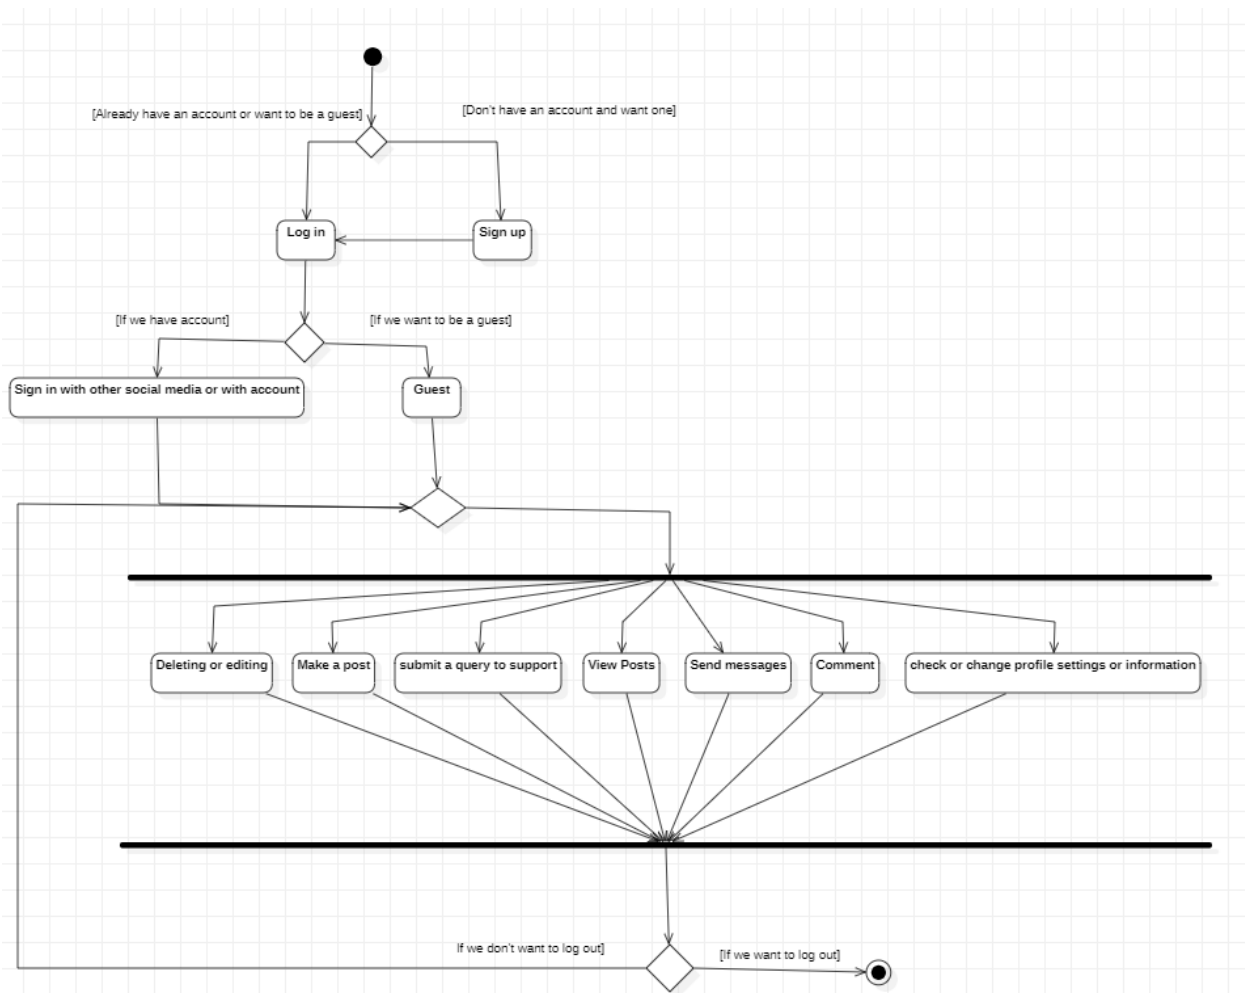 [Already have an account or want to be a guest]
[Don't have an account and want one]
Log in
Sign up
[If we have account]
[If we want to be a guest]
Sign in with other social media or with account
Guest
Deleting or editing
Make a post
submit a query to support
View Posts
Send messages
Comment
check or change profile settings or information
If we don't want to log out]
[If we want to log out]